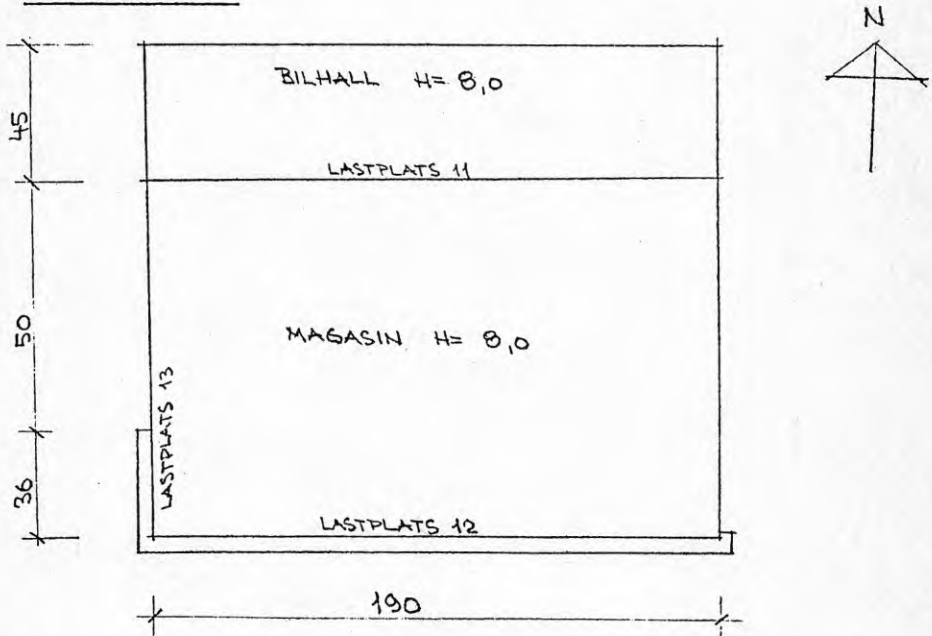 N
BILHALL H= 8,0
45
LASTPLATS 11
50
MAGASIN H= 8,0
LASTPLATS 13
36
LASTPLATS 12
190